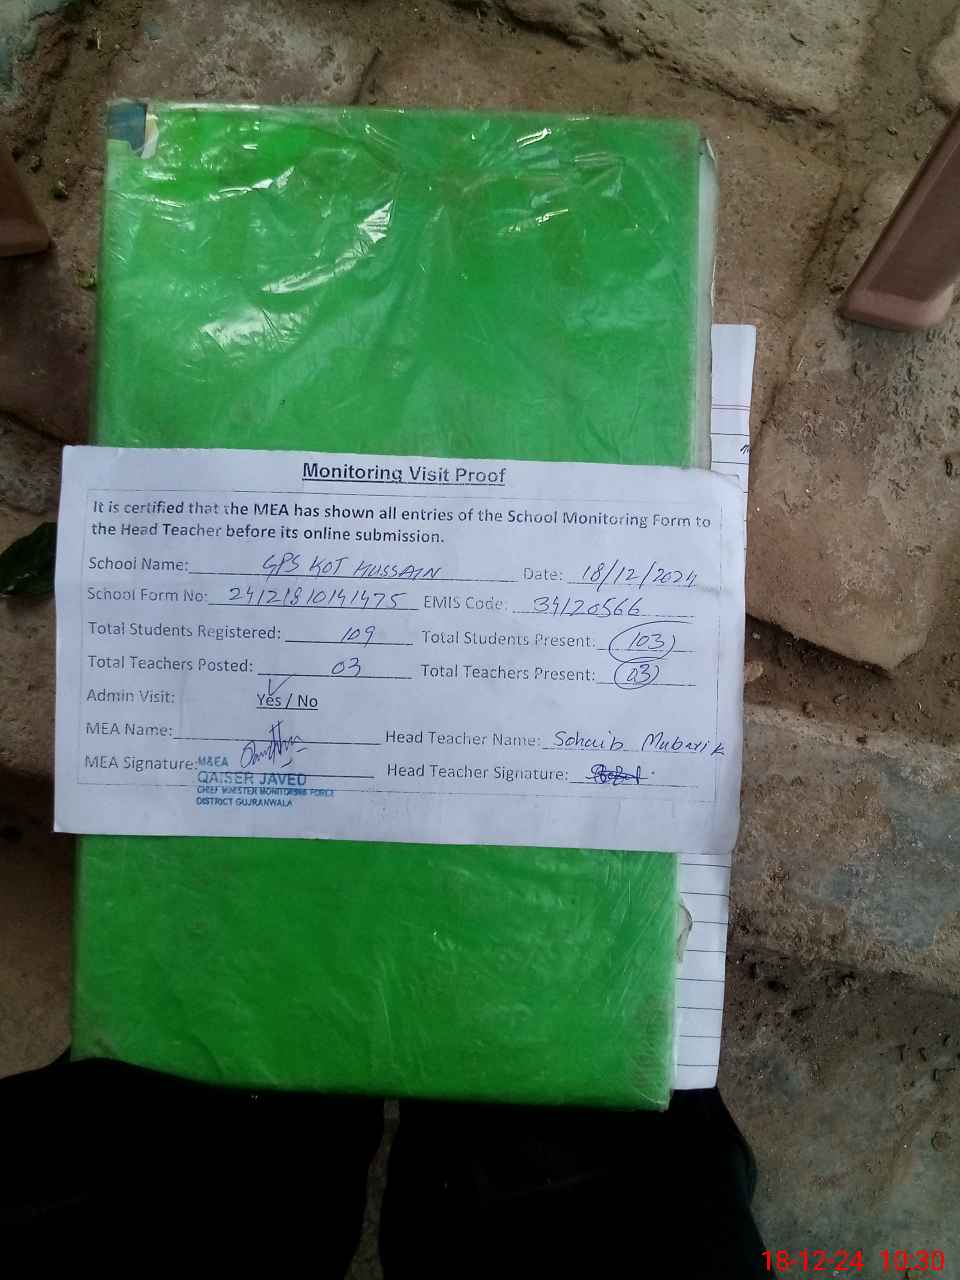 Monitoring Visit Proof
It is certified that the MEA has shown all entries of the School Monitoring Form to
the Head Teacher before its online submission.
School Name: GPS KOT HUSSAIN Date: 18/12/2024
School Form No: 24121810141475 EMIS Code: 34120566
Total Students Registered: 109 Total Students Present: 103
Total Teachers Posted: 03 Total Teachers Present: 03
Admin Visit: Yes / No
MEA Name: Head Teacher Name: Sohaib Mubarik
MEA Signature: Head Teacher Signature:
M&EA
QAISER JAVED
CHIEF MINISTER MONITORING FORCE
DISTRICT GUJRANWALA
18-12-24 10:30